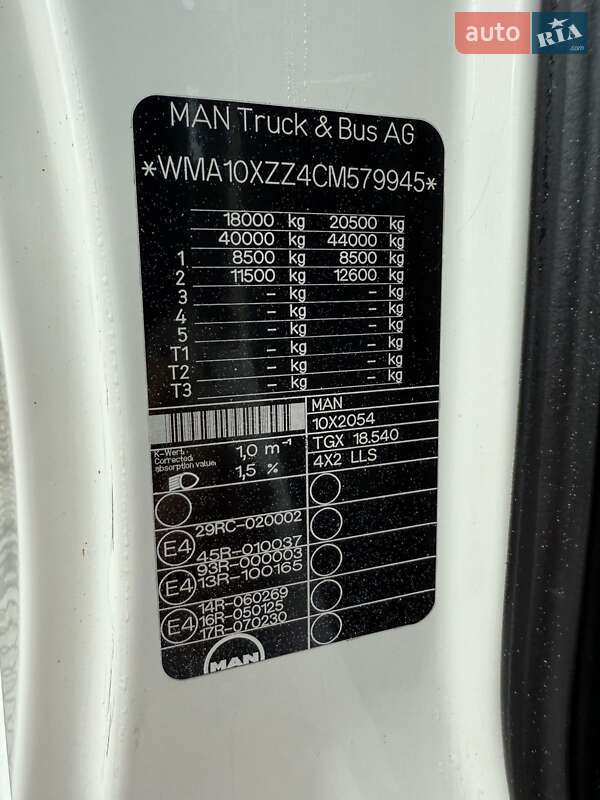 auto RIA .com
MAN Truck & Bus AG
*WMA10XZZ4CM579945*
18000 kg 20500 kg
40000 kg 44000 kg
1 8500 kg 8500 kg
2 11500 kg 12600 kg
3 – kg – kg
4 – kg – kg
5 – kg – kg
T1 – kg – kg
T2 – kg – kg
T3 – kg – kg
MAN
10X2054
TGX 18.540
4X2 LLS
K-Wert:
Corrected
absorption value:
1,0 m⁻¹
1,5 %
29RC-020002
E4 45R-010037
93R-000003
E4 13R-100165
14R-060269
E4 16R-050125
17R-070230
MAN